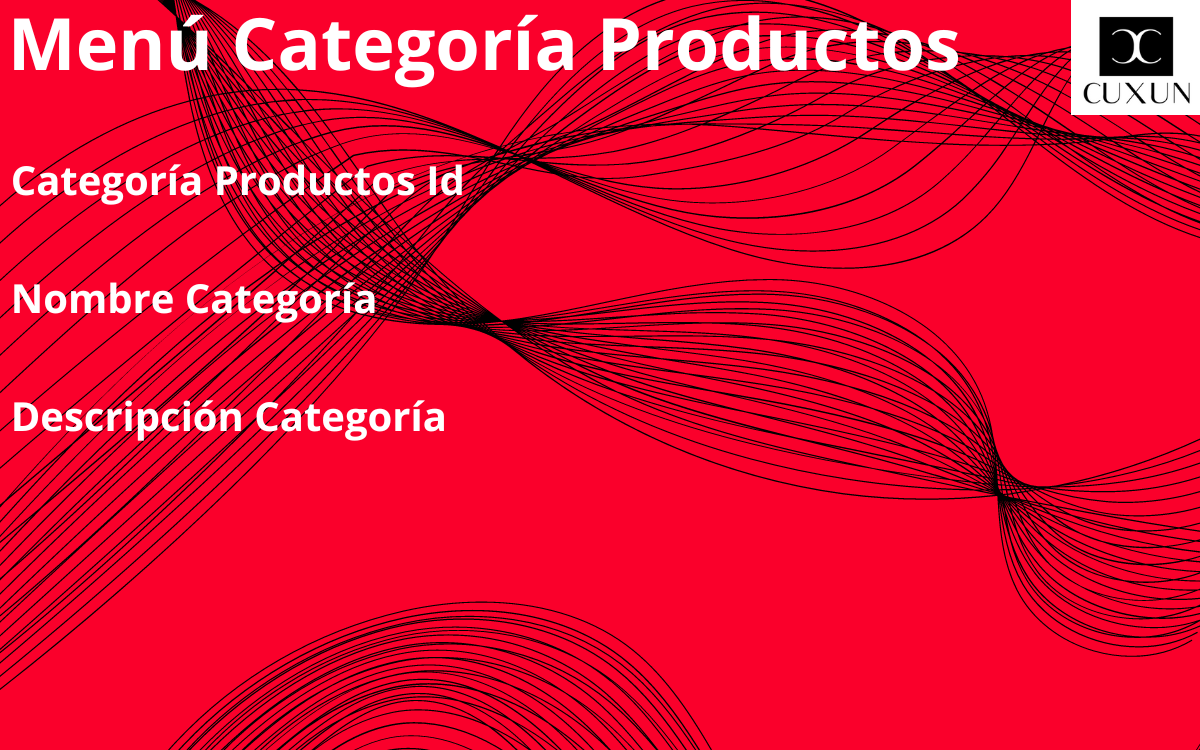 Menú Categoría Productos
CUXUN
Categoría Productos Id
Nombre Categoría
Descripción Categoría